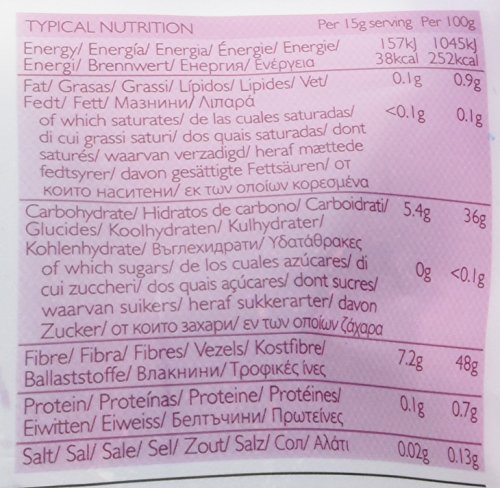 TYPICAL NUTRITION Per 15g serving Per 100g
Energy/ Energía/ Energia/ Énergie/ Energie/ 157kJ 1045kJ
Energi/ Brennwert/ Енергия/ Ενέργεια 38kcal 252kcal
Fat/ Grasas/ Grassi/ Lípidos/ Lipides/ Vet/ 0.1g 0.9g
Fedt/ Fett/ Мазнини/ Λιπαρά
of which saturates/ de las cuales saturadas/ <0.1g 0.1g
di cui grassi saturi/ dos quais saturadas/ dont
saturés/ waarvan verzadigd/ heraf mættede
fedtsyrer/ davon gesättigte Fettsäuren/ от
които наситени/ εκ των οποίων κορεσμένα
Carbohydrate/ Hidratos de carbono/ Carboidrati/ 5.4g 36g
Glucides/ Koolhydraten/ Kulhydrater/
Kohlenhydrate/ Въглехидрати/ Υδατάθρακες
of which sugars/ de los cuales azúcares/ di 0g <0.1g
cui zuccheri/ dos quais açúcares/ dont sucres/
waarvan suikers/ heraf sukkerarter/ davon
Zucker/ от които захари/ εν των οποίων ζάχαρα
Fibre/ Fibra/ Fibres/ Vezels/ Kostfibre/ 7.2g 48g
Ballaststoffe/ Влакнини/ Τροφικές ίνες
Protein/ Proteínas/ Proteine/ Protéines/ 0.1g 0.7g
Eiwitten/ Eiweiss/ Белтъчини/ Πρωτείνες
Salt/ Sal/ Sale/ Sel/ Zout/ Salz/ Сол/ Αλάτι 0.02g 0.13g